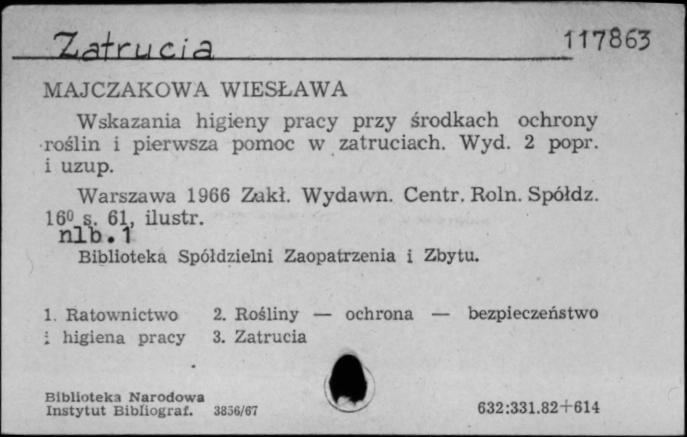 Zatrucia 117863
MAJCZAKOWA WIESŁAWA
Wskazania higieny pracy przy środkach ochrony
roślin i pierwsza pomoc w zatruciach. Wyd. 2 popr.
i uzup.
Warszawa 1966 Zakł. Wydawn. Centr. Roln. Spółdz.
16⁰ s. 61, ilustr.
nlb. 1
Biblioteka Spółdzielni Zaopatrzenia i Zbytu.
1. Ratownictwo 2. Rośliny — ochrona — bezpieczeństwo
i higiena pracy 3. Zatrucia
Biblioteka Narodowa
Instytut Bibliograf. 3856/67 632:331.82+614